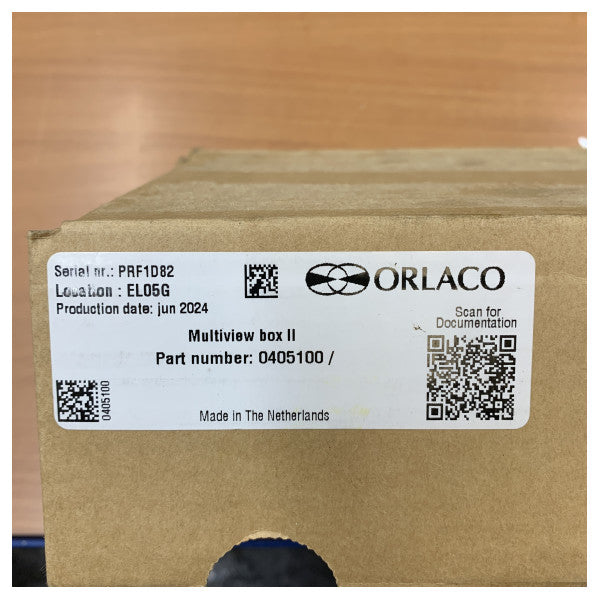 Serial nr.: PRF1D82
Location : EL05G
Production date: jun 2024
ORLACO
Scan for
Documentation
Multiview box II
Part number: 0405100 /
0405100
Made in The Netherlands